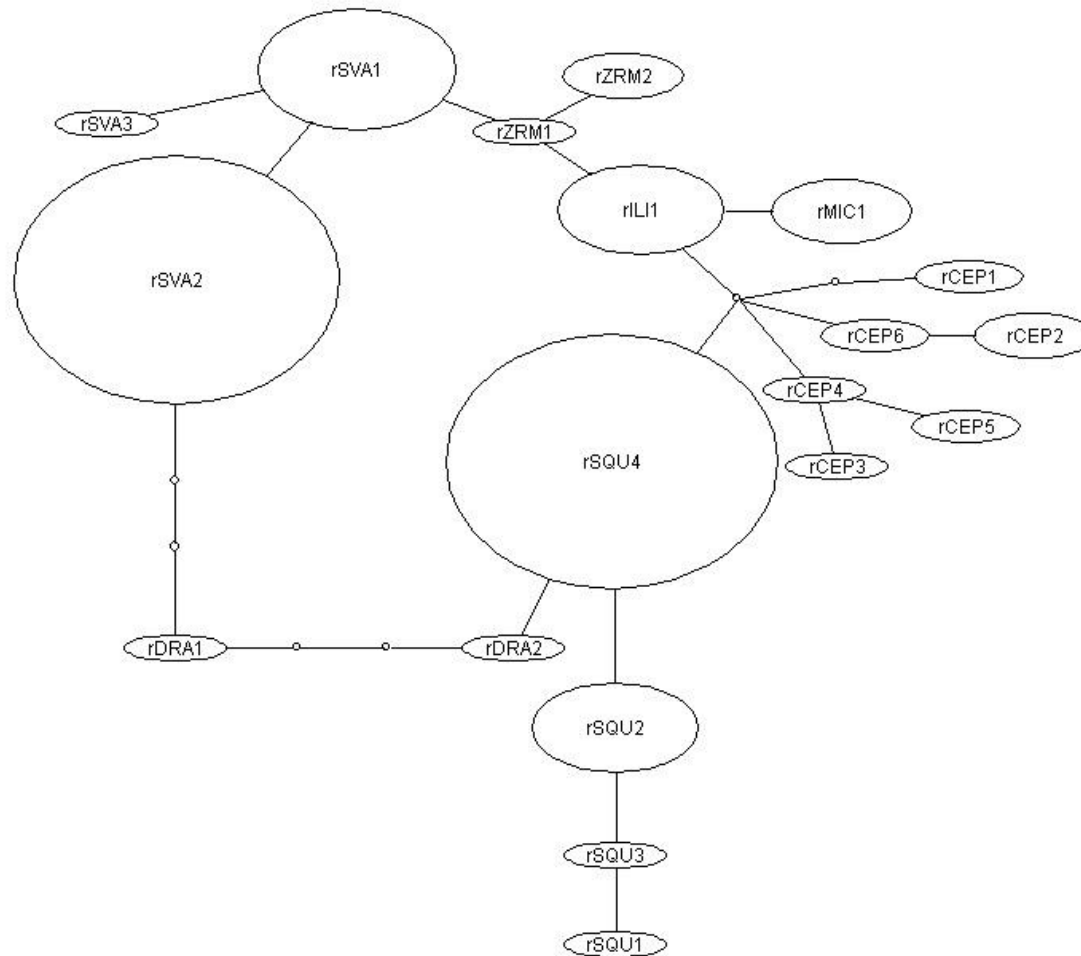 rSVA1
rZRM2
rSVA3
rZRM1
rILI1
rMIC1
rSVA2
rCEP1
rCEP6
rCEP2
rCEP4
rCEP5
rSQU4
rCEP3
rDRA1
rDRA2
rSQU2
rSQU3
rSQU1